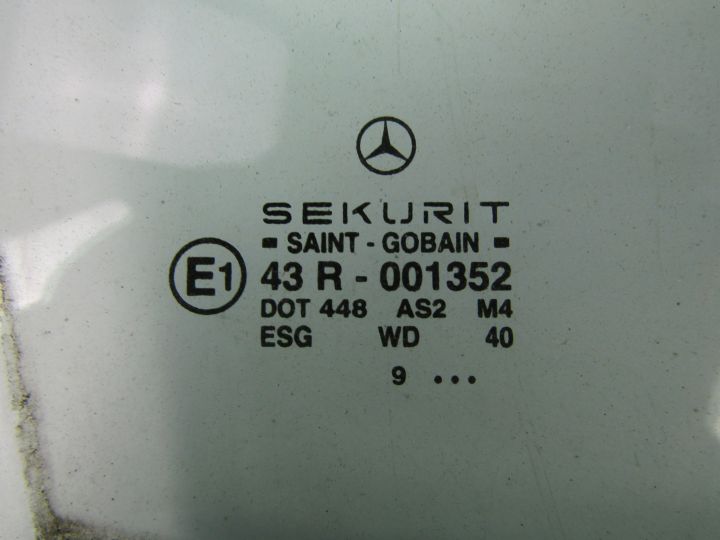 SEKURIT
SAINT - GOBAIN
E1 43 R - 001352
DOT 448 AS2 M4
ESG WD 40
9 ...